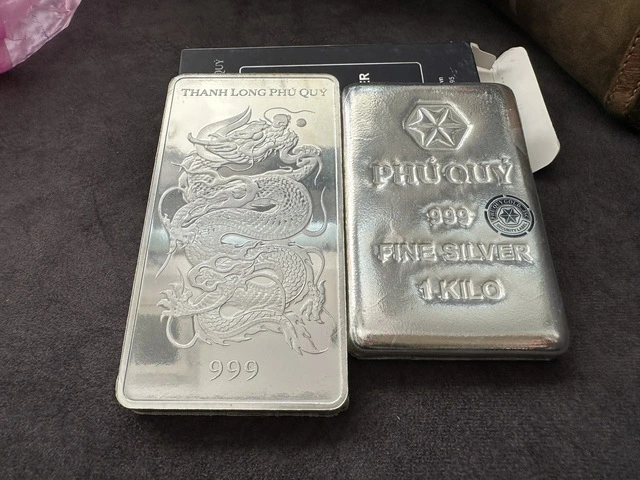 THANH LONG PHÚ QUÝ
999
PHÚ QUÝ
999
FINE SILVER
1 KILO